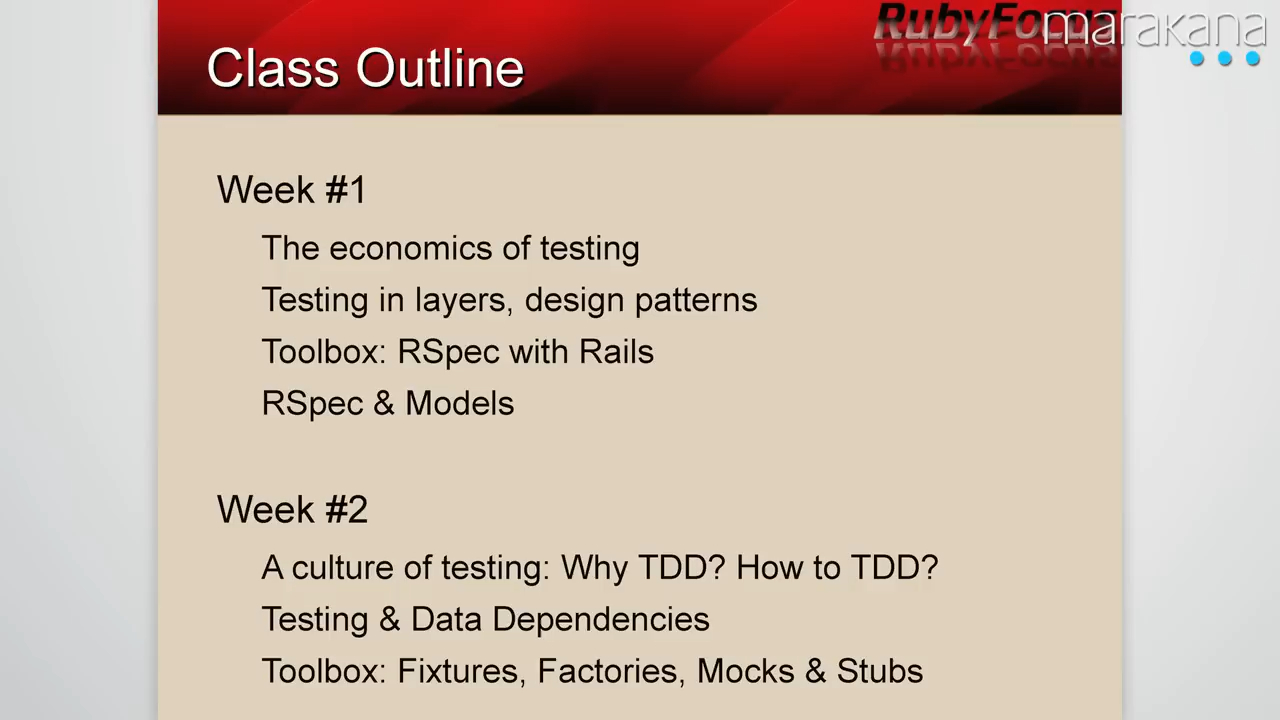 RubyFocus
marakana
Class Outline
Week #1
The economics of testing
Testing in layers, design patterns
Toolbox: RSpec with Rails
RSpec & Models
Week #2
A culture of testing: Why TDD? How to TDD?
Testing & Data Dependencies
Toolbox: Fixtures, Factories, Mocks & Stubs